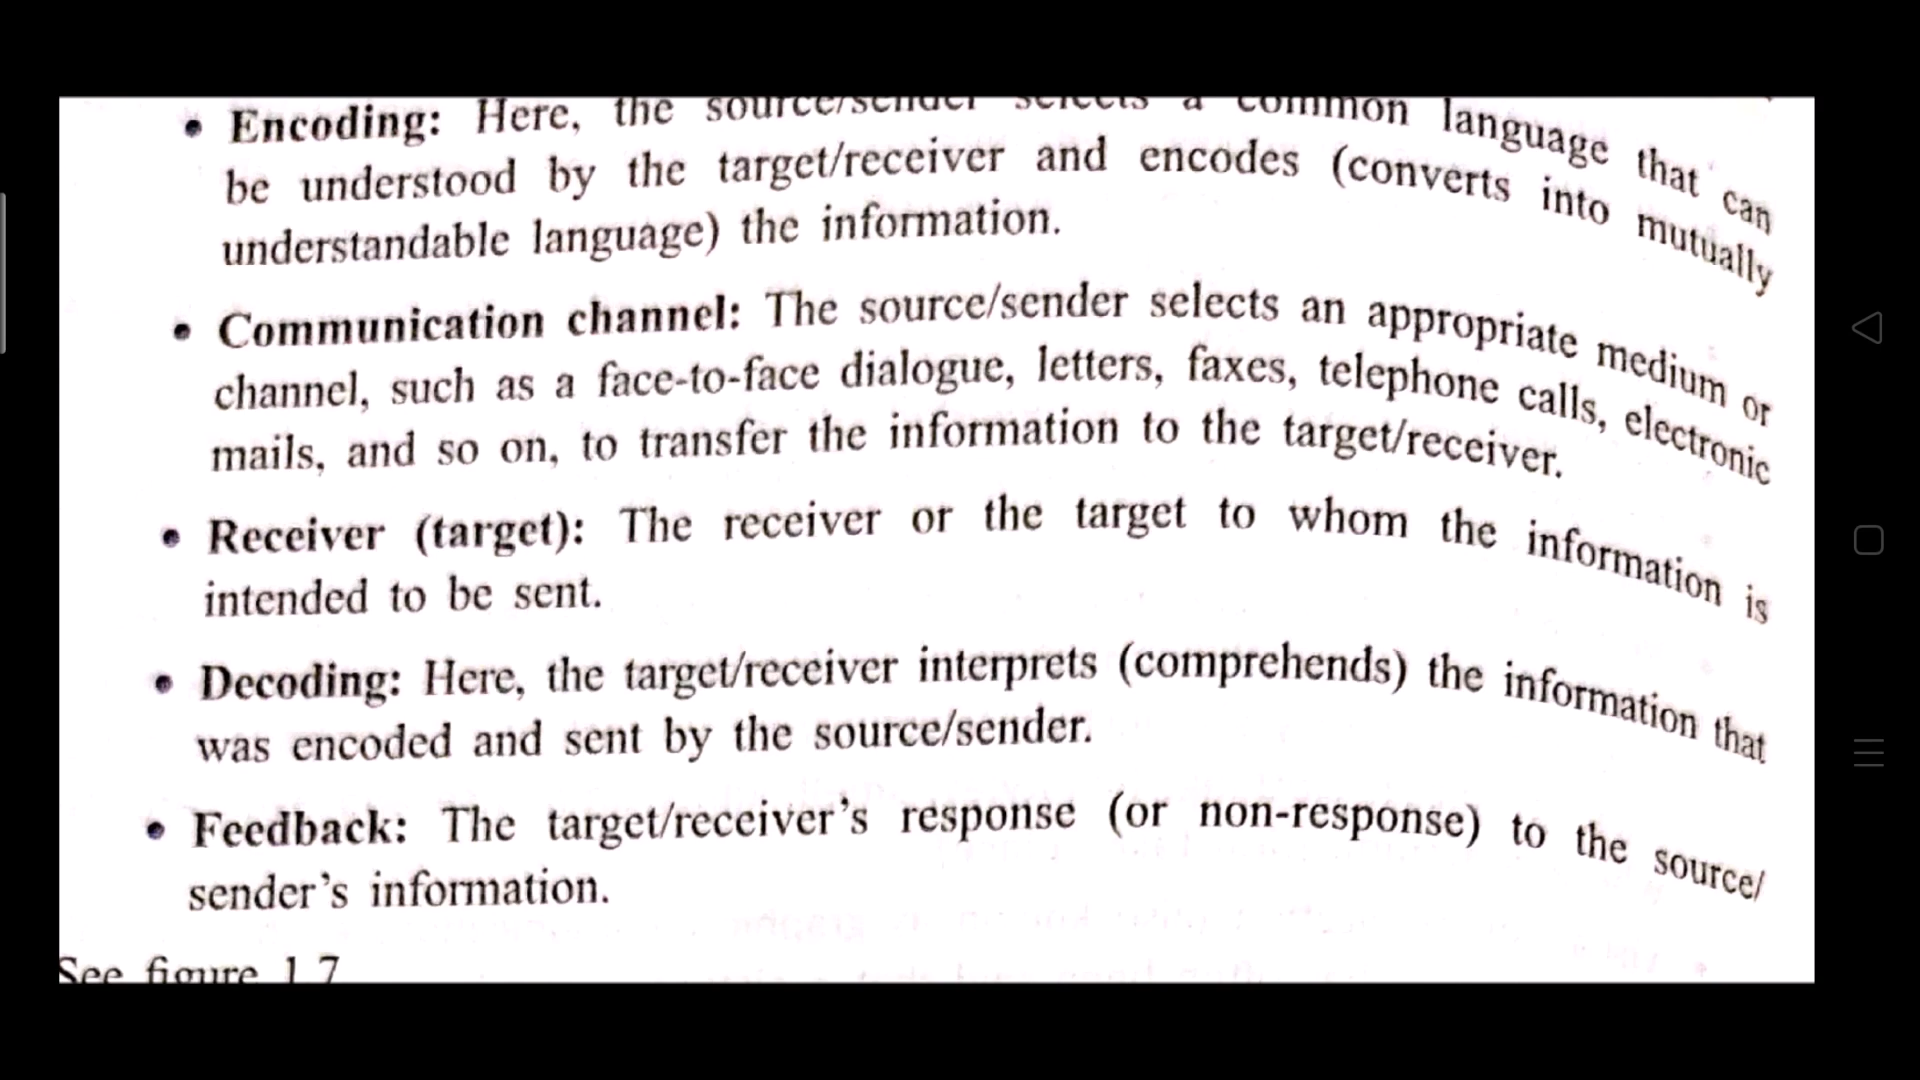 • Encoding: Here, the source/sender selects a common language that can
be understood by the target/receiver and encodes (converts into mutually
understandable language) the information.
• Communication channel: The source/sender selects an appropriate medium or
channel, such as a face-to-face dialogue, letters, faxes, telephone calls, electronic
mails, and so on, to transfer the information to the target/receiver.
• Receiver (target): The receiver or the target to whom the information is
intended to be sent.
• Decoding: Here, the target/receiver interprets (comprehends) the information that
was encoded and sent by the source/sender.
• Feedback: The target/receiver's response (or non-response) to the source/
sender's information.
See figure 1.7